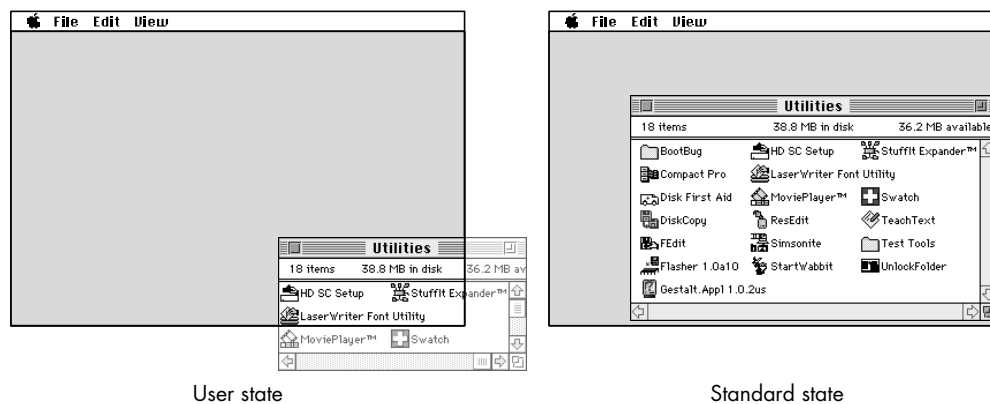 File Edit View
Utilities
18 items 38.8 MB in disk 36.2 MB av
HD SC Setup StuffIt Expander™
LaserWriter Font Utility
MoviePlayer™ Swatch
User state
File Edit View
Utilities
18 items 38.8 MB in disk 36.2 MB available
BootBug HD SC Setup StuffIt Expander™
Compact Pro LaserWriter Font Utility
Disk First Aid MoviePlayer™ Swatch
DiskCopy ResEdit TeachText
FEdit Simsonite Test Tools
Flasher 1.0a10 StartWabbit UnlockFolder
Gestalt.Appl 1.0.2us
Standard state